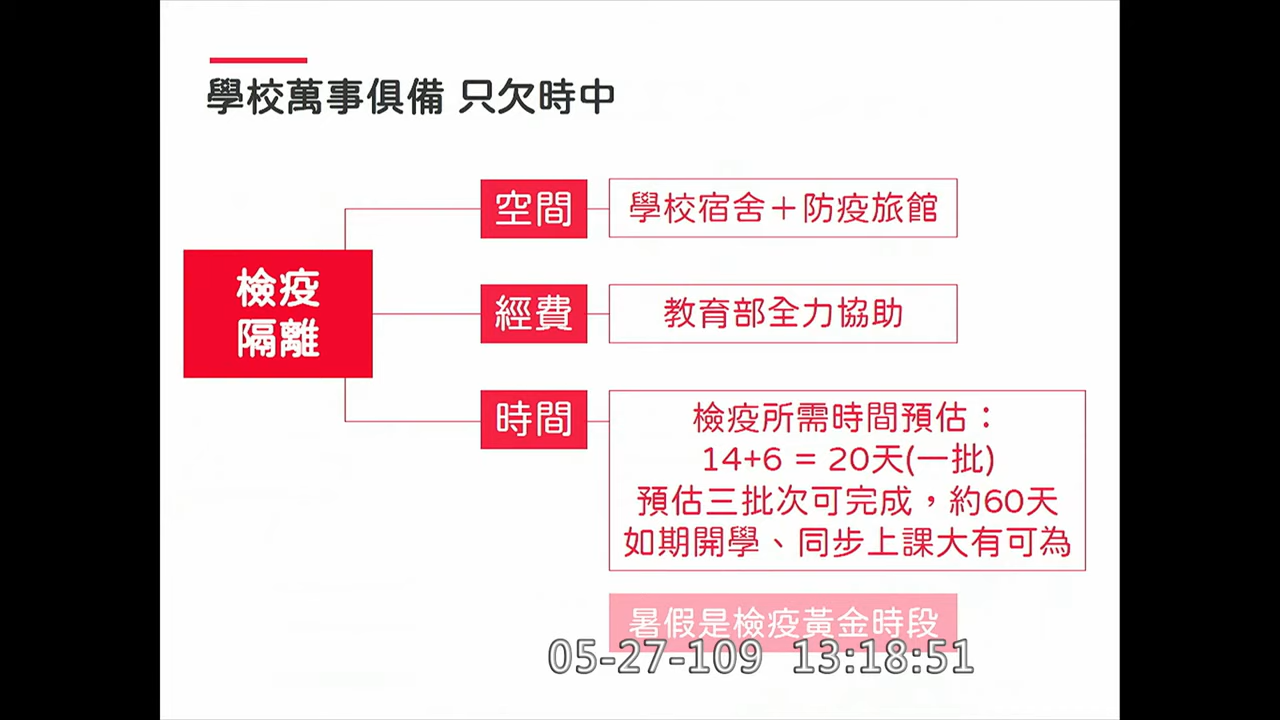 學校萬事俱備 只欠時中
檢疫
隔離
空間
學校宿舍＋防疫旅館
經費
教育部全力協助
時間
檢疫所需時間預估：
14+6 = 20天(一批)
預估三批次可完成，約60天
如期開學、同步上課大有可為
暑假是檢疫黃金時段
05-27-109 13:18:51